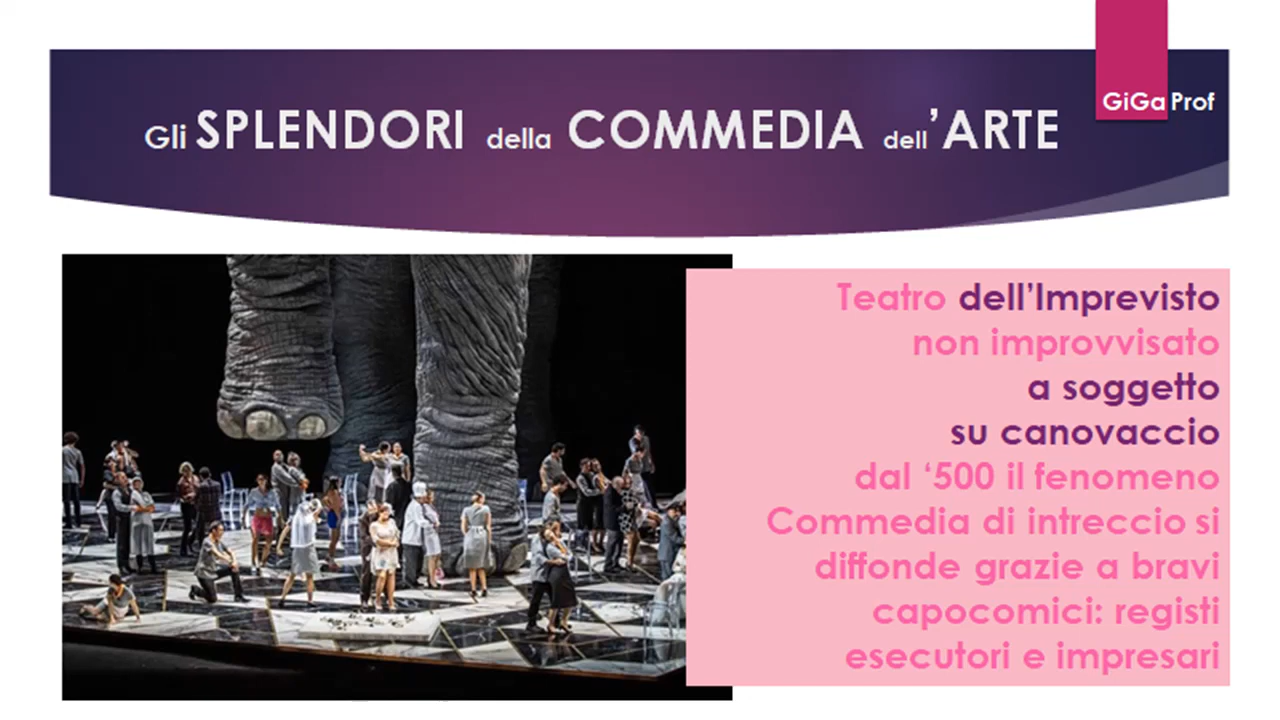 GiGa Prof
Gli SPLENDORI della COMMEDIA dell’ARTE
Teatro dell’Imprevisto
non improvvisato
a soggetto
su canovaccio
dal ‘500 il fenomeno
Commedia di intreccio si
diffonde grazie a bravi
capocomici: registi
esecutori e impresari